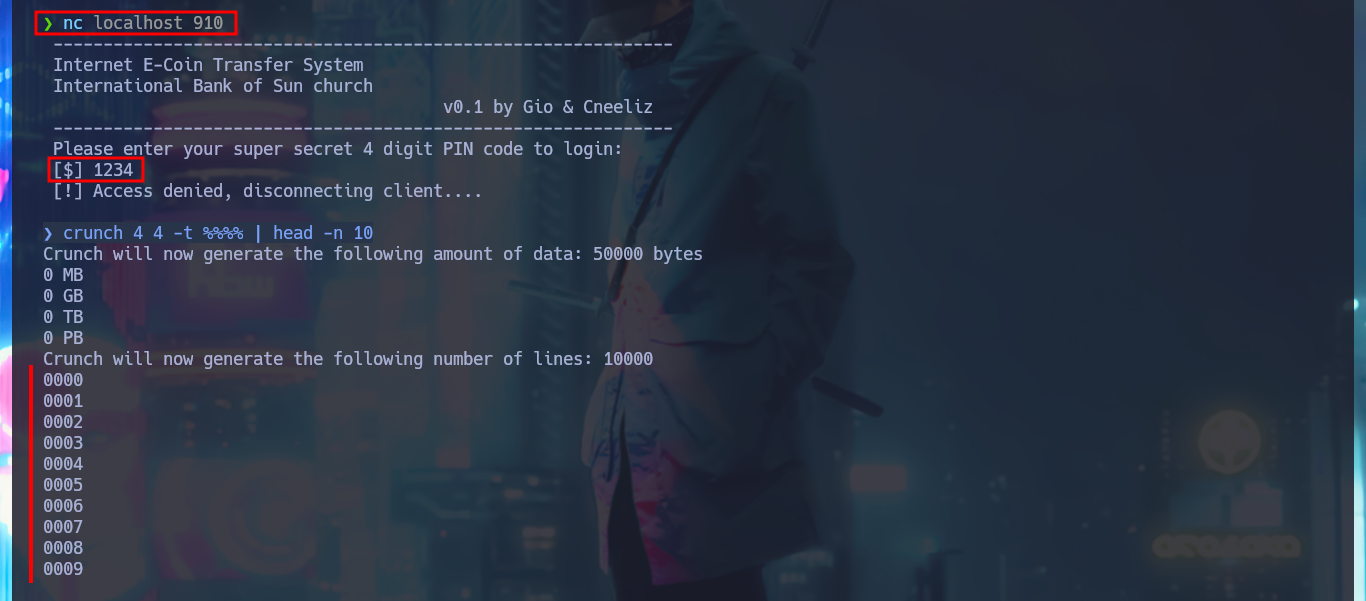 ❯ nc localhost 910
--------------------------------------------------------------
Internet E-Coin Transfer System
International Bank of Sun church
v0.1 by Gio & Cneeliz
--------------------------------------------------------------
Please enter your super secret 4 digit PIN code to login:
[$] 1234
[!] Access denied, disconnecting client....
❯ crunch 4 4 -t %%%% | head -n 10
Crunch will now generate the following amount of data: 50000 bytes
0 MB
0 GB
0 TB
0 PB
Crunch will now generate the following number of lines: 10000
0000
0001
0002
0003
0004
0005
0006
0007
0008
0009